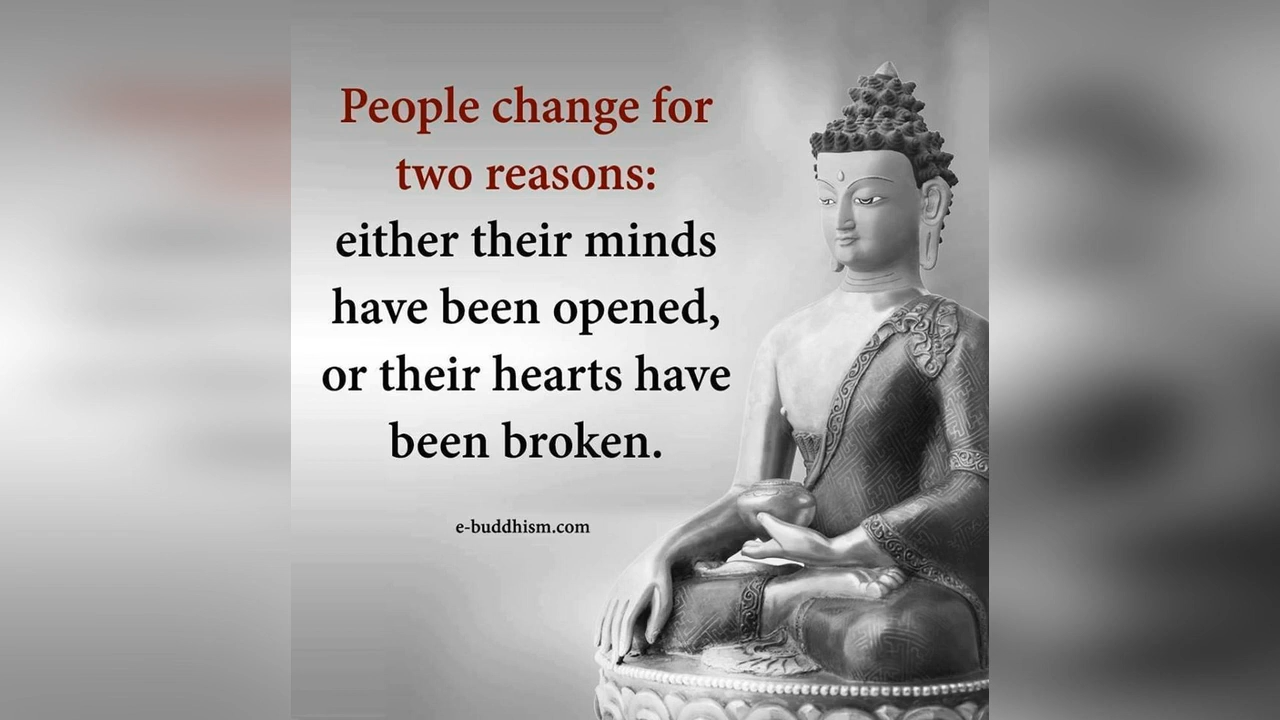 People change for
two reasons:
either their minds
have been opened,
or their hearts have
been broken.
e-buddhism.com